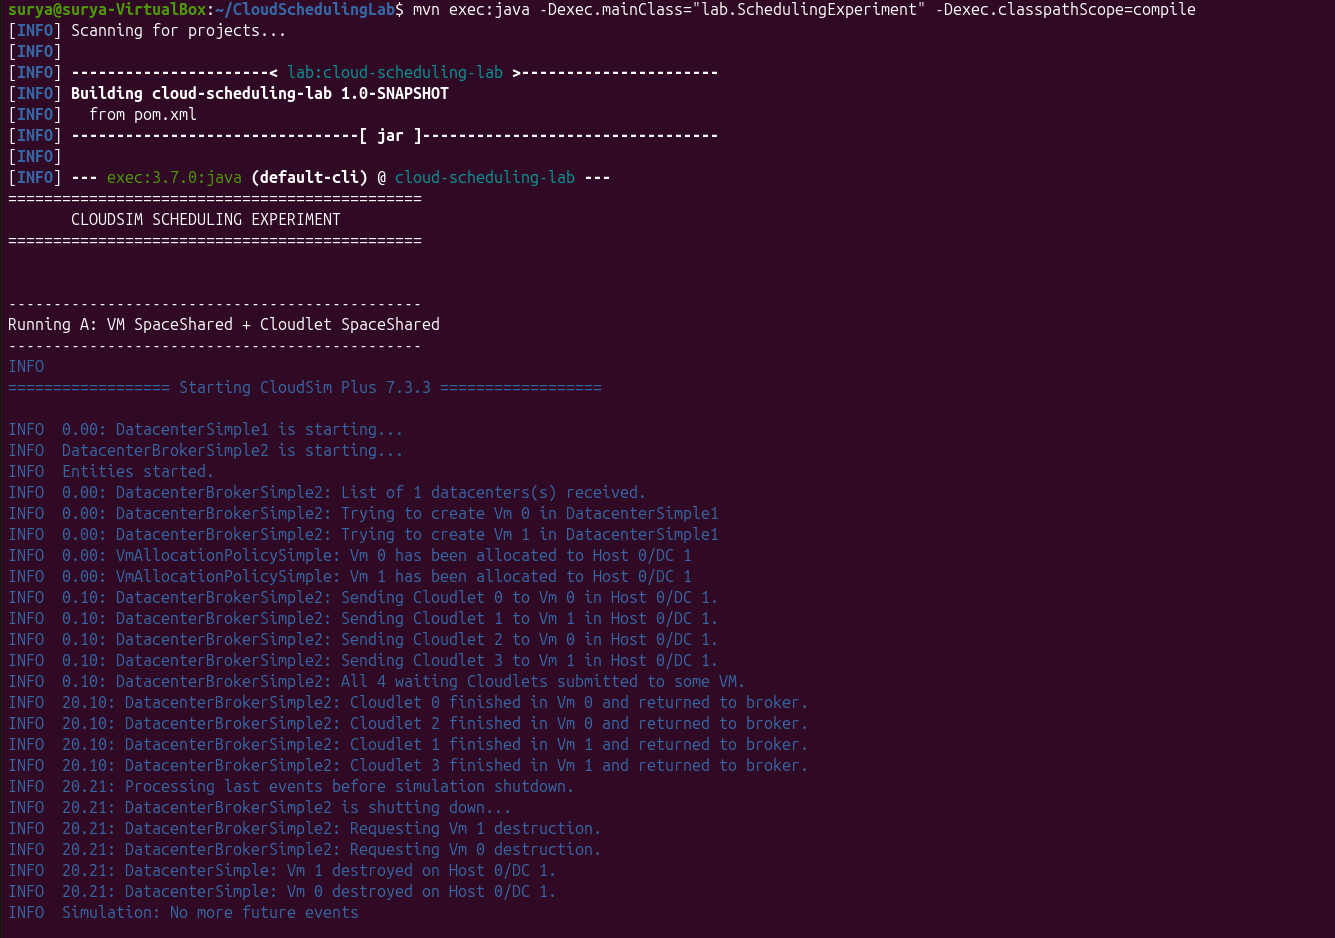 surya@surya-VirtualBox:~/CloudSchedulingLab$ mvn exec:java -Dexec.mainClass="lab.SchedulingExperiment" -Dexec.classpathScope=compile
[INFO] Scanning for projects...
[INFO]
[INFO] ----------------------< lab:cloud-scheduling-lab >----------------------
[INFO] Building cloud-scheduling-lab 1.0-SNAPSHOT
[INFO]   from pom.xml
[INFO] --------------------------------[ jar ]---------------------------------
[INFO]
[INFO] --- exec:3.7.0:java (default-cli) @ cloud-scheduling-lab ---
==============================================
       CLOUDSIM SCHEDULING EXPERIMENT
==============================================
----------------------------------------------
Running A: VM SpaceShared + Cloudlet SpaceShared
----------------------------------------------
INFO
================== Starting CloudSim Plus 7.3.3 ==================
INFO  0.00: DatacenterSimple1 is starting...
INFO  DatacenterBrokerSimple2 is starting...
INFO  Entities started.
INFO  0.00: DatacenterBrokerSimple2: List of 1 datacenters(s) received.
INFO  0.00: DatacenterBrokerSimple2: Trying to create Vm 0 in DatacenterSimple1
INFO  0.00: DatacenterBrokerSimple2: Trying to create Vm 1 in DatacenterSimple1
INFO  0.00: VmAllocationPolicySimple: Vm 0 has been allocated to Host 0/DC 1
INFO  0.00: VmAllocationPolicySimple: Vm 1 has been allocated to Host 0/DC 1
INFO  0.10: DatacenterBrokerSimple2: Sending Cloudlet 0 to Vm 0 in Host 0/DC 1.
INFO  0.10: DatacenterBrokerSimple2: Sending Cloudlet 1 to Vm 1 in Host 0/DC 1.
INFO  0.10: DatacenterBrokerSimple2: Sending Cloudlet 2 to Vm 0 in Host 0/DC 1.
INFO  0.10: DatacenterBrokerSimple2: Sending Cloudlet 3 to Vm 1 in Host 0/DC 1.
INFO  0.10: DatacenterBrokerSimple2: All 4 waiting Cloudlets submitted to some VM.
INFO  20.10: DatacenterBrokerSimple2: Cloudlet 0 finished in Vm 0 and returned to broker.
INFO  20.10: DatacenterBrokerSimple2: Cloudlet 2 finished in Vm 0 and returned to broker.
INFO  20.10: DatacenterBrokerSimple2: Cloudlet 1 finished in Vm 1 and returned to broker.
INFO  20.10: DatacenterBrokerSimple2: Cloudlet 3 finished in Vm 1 and returned to broker.
INFO  20.21: Processing last events before simulation shutdown.
INFO  20.21: DatacenterBrokerSimple2 is shutting down...
INFO  20.21: DatacenterBrokerSimple2: Requesting Vm 1 destruction.
INFO  20.21: DatacenterBrokerSimple2: Requesting Vm 0 destruction.
INFO  20.21: DatacenterSimple: Vm 1 destroyed on Host 0/DC 1.
INFO  20.21: DatacenterSimple: Vm 0 destroyed on Host 0/DC 1.
INFO  Simulation: No more future events